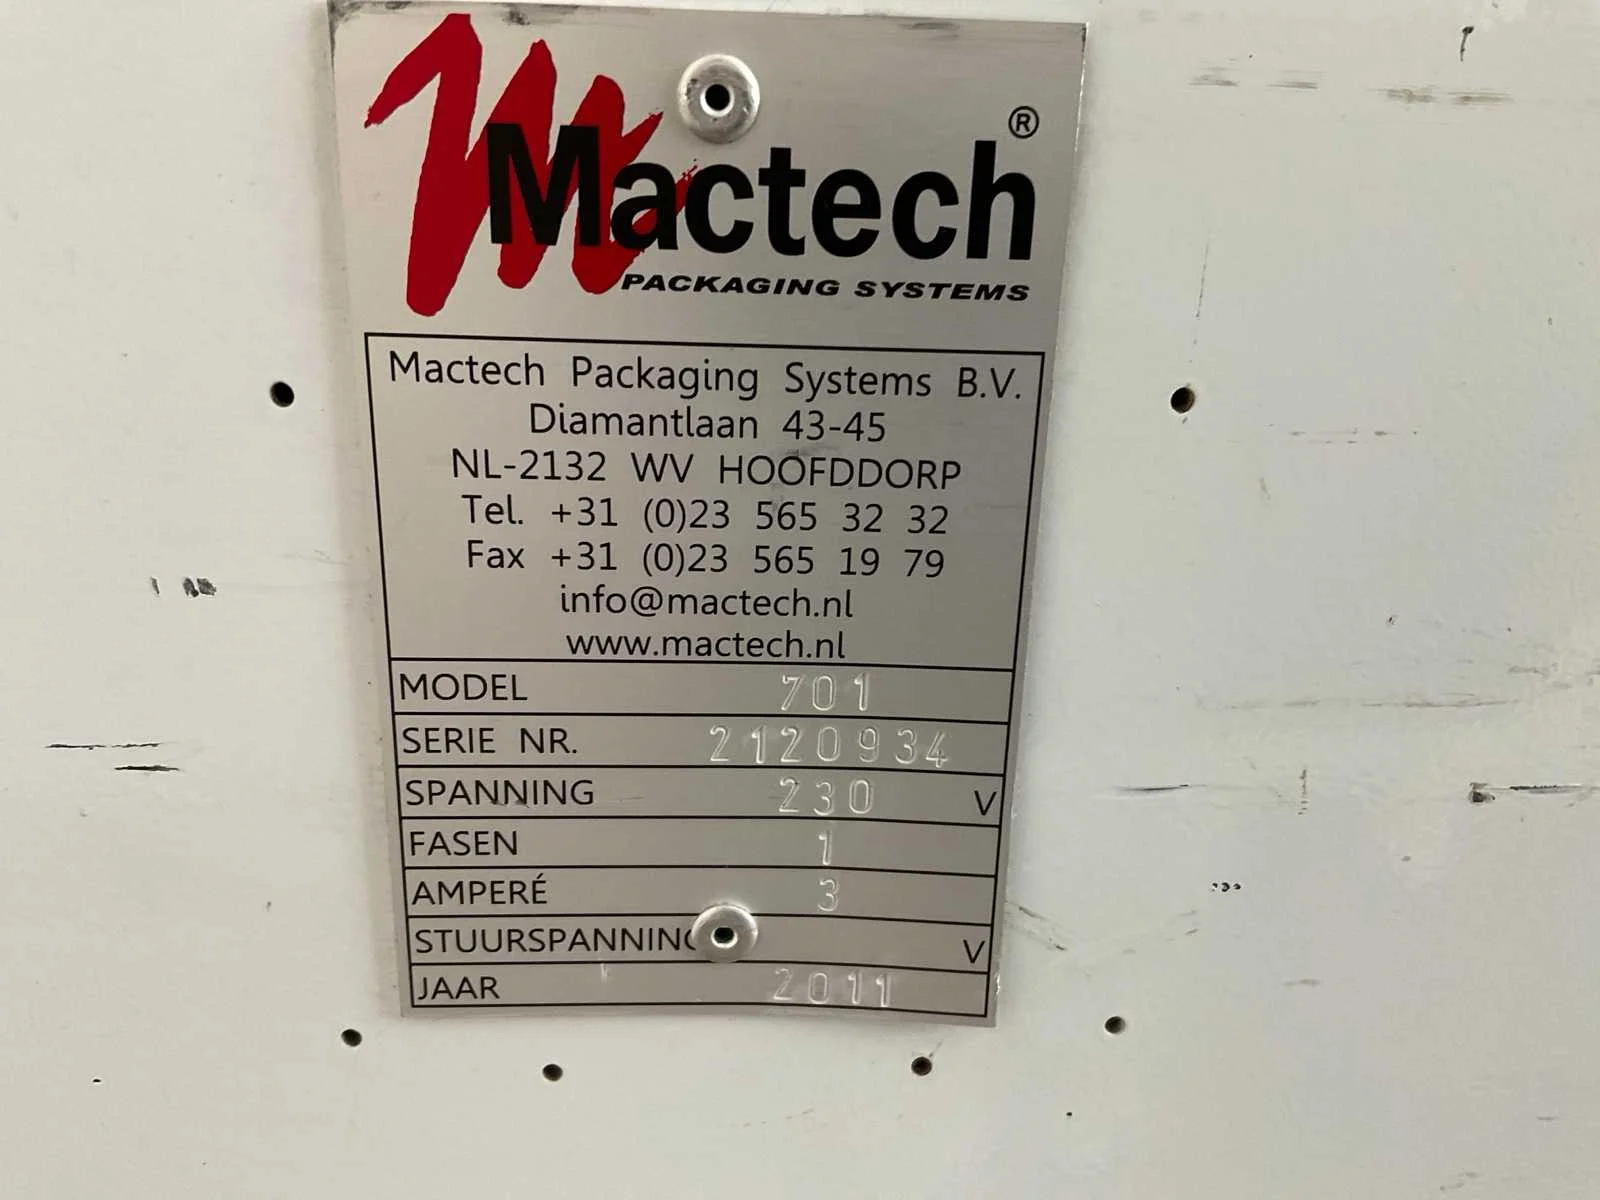 Mactech®
PACKAGING SYSTEMS
Mactech Packaging Systems B.V.
Diamantlaan 43-45
NL-2132 WV HOOFDDORP
Tel. +31 (0)23 565 32 32
Fax +31 (0)23 565 19 79
info@mactech.nl
www.mactech.nl
MODEL 701
SERIE NR. 2120934
SPANNING 230 V
FASEN 1
AMPERÉ 3
STUURSPANNING V
JAAR 2011